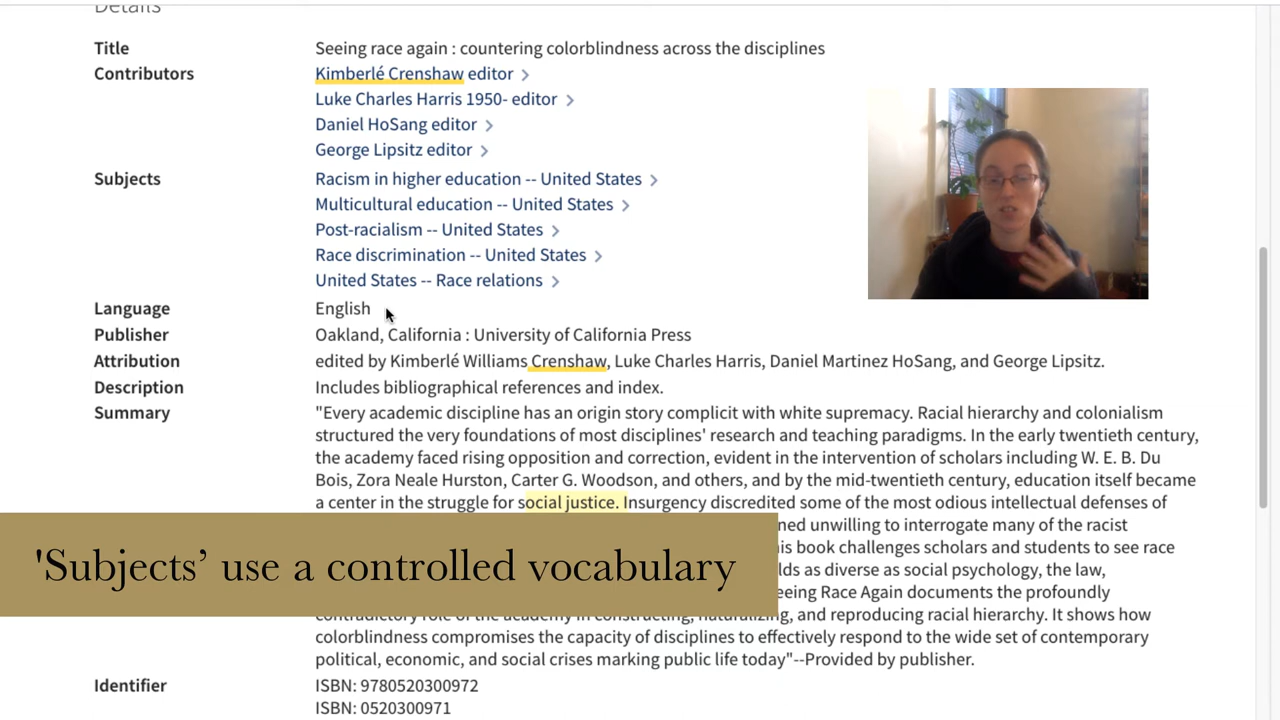 Details
Title Seeing race again : countering colorblindness across the disciplines
Contributors Kimberlé Crenshaw editor
Luke Charles Harris 1950- editor
Daniel HoSang editor
George Lipsitz editor
Subjects Racism in higher education -- United States
Multicultural education -- United States
Post-racialism -- United States
Race discrimination -- United States
United States -- Race relations
Language English
Publisher Oakland, California : University of California Press
Attribution edited by Kimberlé Williams Crenshaw, Luke Charles Harris, Daniel Martinez HoSang, and George Lipsitz.
Description Includes bibliographical references and index.
Summary "Every academic discipline has an origin story complicit with white supremacy. Racial hierarchy and colonialism
structured the very foundations of most disciplines' research and teaching paradigms. In the early twentieth century,
the academy faced rising opposition and correction, evident in the intervention of scholars including W. E. B. Du
Bois, Zora Neale Hurston, Carter G. Woodson, and others, and by the mid-twentieth century, education itself became
a center in the struggle for social justice. Insurgency discredited some of the most odious intellectual defenses of
unwilling to interrogate many of the racist
book challenges scholars and students to see race
as diverse as social psychology, the law,
'Subjects’ use a controlled vocabulary
Seeing Race Again documents the profoundly
contradictory role of the academy in constructing, naturalizing, and reproducing racial hierarchy. It shows how
colorblindness compromises the capacity of disciplines to effectively respond to the wide set of contemporary
political, economic, and social crises marking public life today"--Provided by publisher.
Identifier ISBN: 9780520300972
ISBN: 0520300971